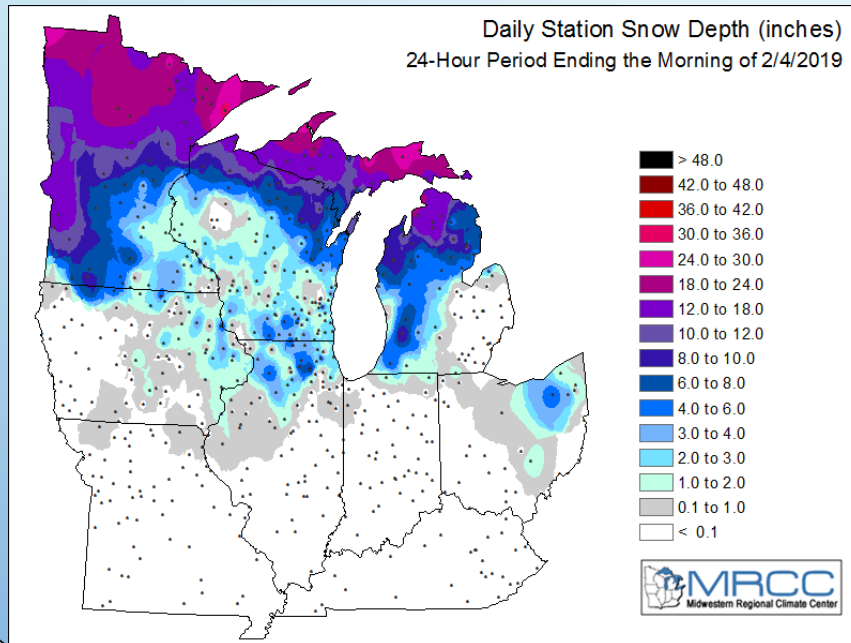 Daily Station Snow Depth (inches)
24-Hour Period Ending the Morning of 2/4/2019
> 48.0
42.0 to 48.0
36.0 to 42.0
30.0 to 36.0
24.0 to 30.0
18.0 to 24.0
12.0 to 18.0
10.0 to 12.0
8.0 to 10.0
6.0 to 8.0
4.0 to 6.0
3.0 to 4.0
2.0 to 3.0
1.0 to 2.0
0.1 to 1.0
< 0.1
MRCC
Midwestern Regional Climate Center